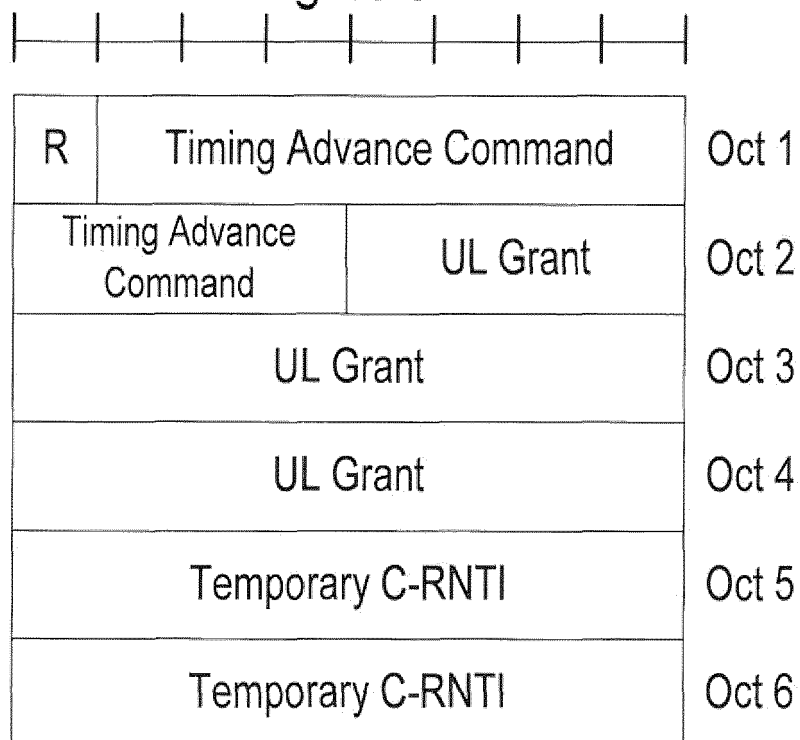 R Timing Advance Command Oct 1
Timing Advance
Command
UL Grant Oct 2
UL Grant Oct 3
UL Grant Oct 4
Temporary C-RNTI Oct 5
Temporary C-RNTI Oct 6